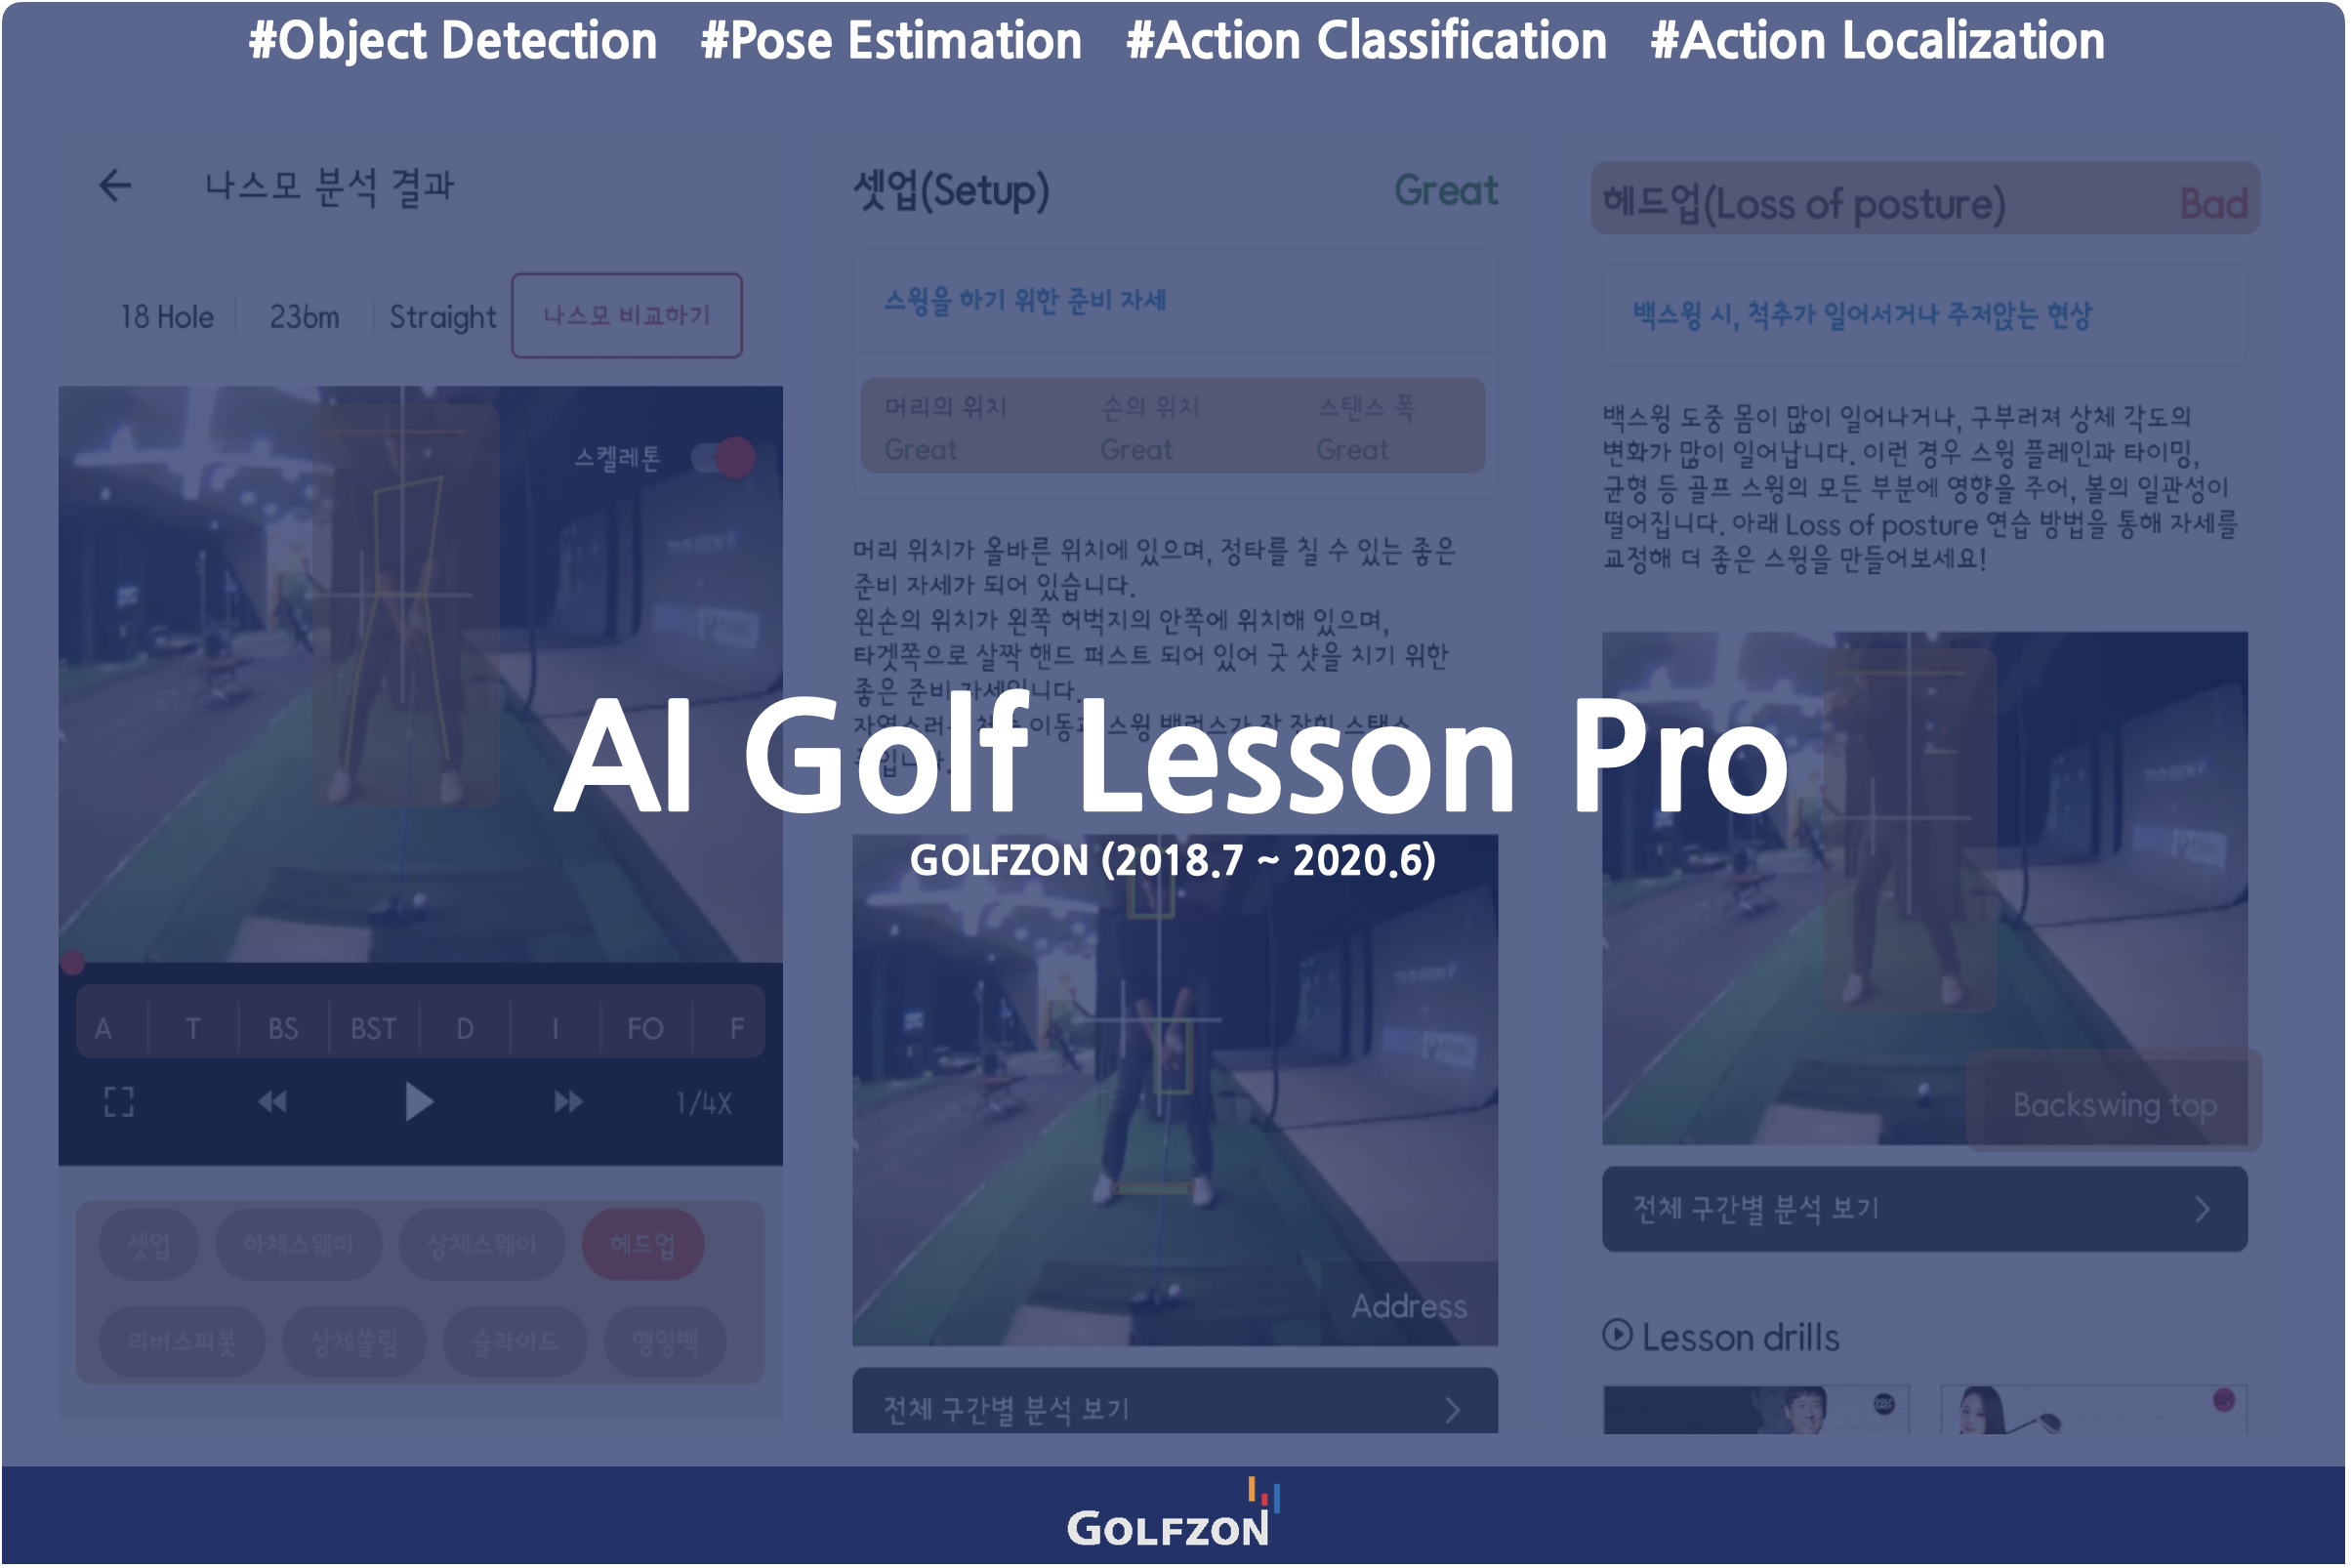 #Object Detection #Pose Estimation #Action Classification #Action Localization
나스모 분석 결과
18 Hole 236m Straight 나스모 비교하기
스켈레톤
A T BS BST D I FO F
1/4X
셋업 하체스웨이 상체스웨이 헤드업
리버스피봇 상체쏠림 슬라이드 행잉백
셋업(Setup) Great
스윙을 하기 위한 준비 자세
머리의 위치 손의 위치 스탠스 폭
Great Great Great
머리 위치가 올바른 위치에 있으며, 정타를 칠 수 있는 좋은
준비 자세가 되어 있습니다.
왼손의 위치가 왼쪽 허벅지의 안쪽에 위치해 있으며,
타겟쪽으로 살짝 핸드 퍼스트 되어 있어 굿 샷을 치기 위한
좋은 준비 자세입니다.
이동과 스윙 밸런스가 잘 잡힌 스탠스
Address
전체 구간별 분석 보기
헤드업(Loss of posture) Bad
백스윙 시, 척추가 일어서거나 주저앉는 현상
백스윙 도중 몸이 많이 일어나거나, 구부러져 상체 각도의
변화가 많이 일어납니다. 이런 경우 스윙 플레인과 타이밍,
균형 등 골프 스윙의 모든 부분에 영향을 주어, 볼의 일관성이
떨어집니다. 아래 Loss of posture 연습 방법을 통해 자세를
교정해 더 좋은 스윙을 만들어보세요!
Backswing top
전체 구간별 분석 보기
Lesson drills
AI Golf Lesson Pro
GOLFZON (2018.7 ~ 2020.6)
GOLFZON